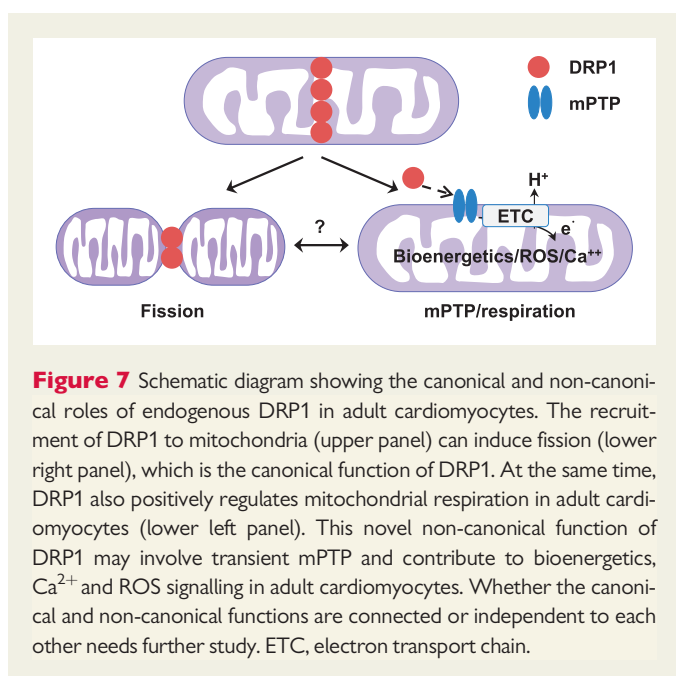 DRP1
mPTP
H⁺
ETC
e⁻
?
Bioenergetics/ROS/Ca⁺⁺
Fission
mPTP/respiration
Figure 7 Schematic diagram showing the canonical and non-canoni-
cal roles of endogenous DRP1 in adult cardiomyocytes. The recruit-
ment of DRP1 to mitochondria (upper panel) can induce fission (lower
right panel), which is the canonical function of DRP1. At the same time,
DRP1 also positively regulates mitochondrial respiration in adult cardi-
omyocytes (lower left panel). This novel non-canonical function of
DRP1 may involve transient mPTP and contribute to bioenergetics,
Ca²⁺ and ROS signalling in adult cardiomyocytes. Whether the canoni-
cal and non-canonical functions are connected or independent to each
other needs further study. ETC, electron transport chain.